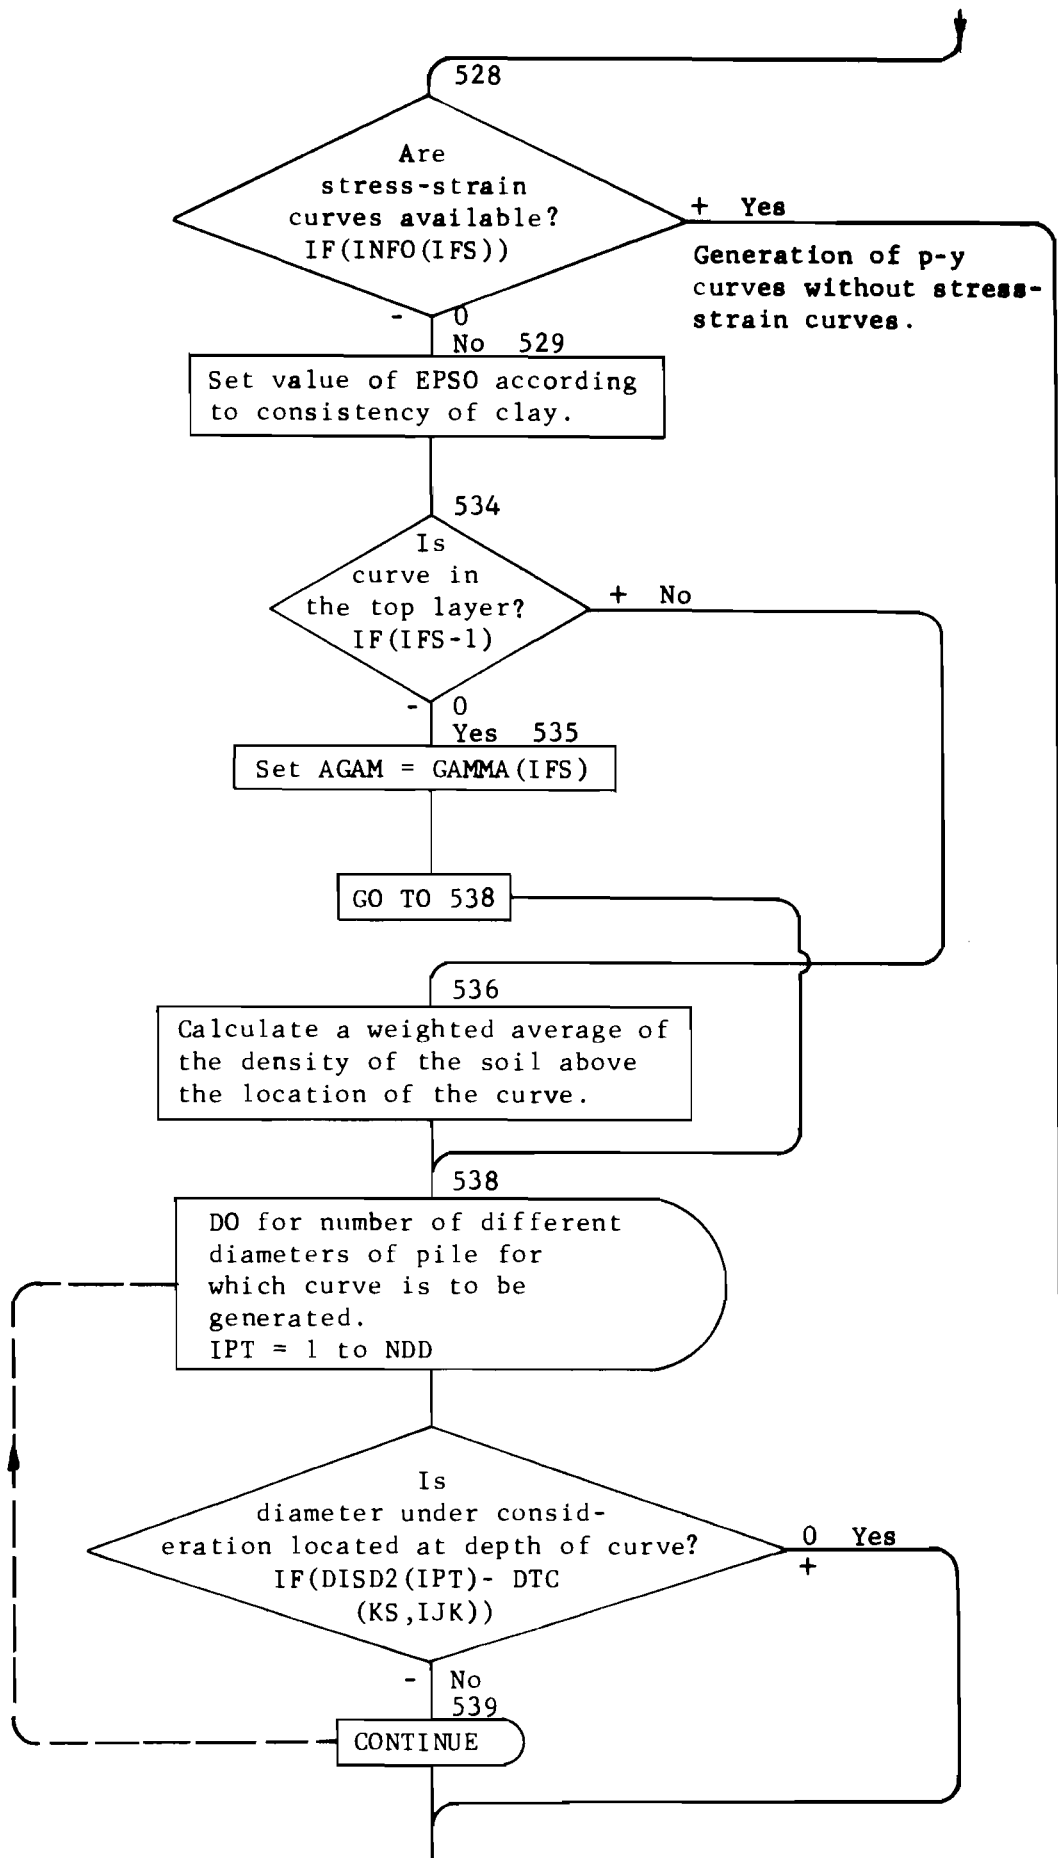 528
Are
stress-strain
curves available?
IF(INFO(IFS))
+ Yes
Generation of p-y
curves without stress-
strain curves.
- 0
No 529
Set value of EPSO according
to consistency of clay.
534
Is
curve in
the top layer?
IF(IFS-1)
+ No
- 0
Yes 535
Set AGAM = GAMMA(IFS)
GO TO 538
536
Calculate a weighted average of
the density of the soil above
the location of the curve.
538
DO for number of different
diameters of pile for
which curve is to be
generated.
IPT = 1 to NDD
Is
diameter under consid-
eration located at depth of curve?
IF(DISD2(IPT)- DTC
(KS,IJK))
0 Yes
+
- No
539
CONTINUE